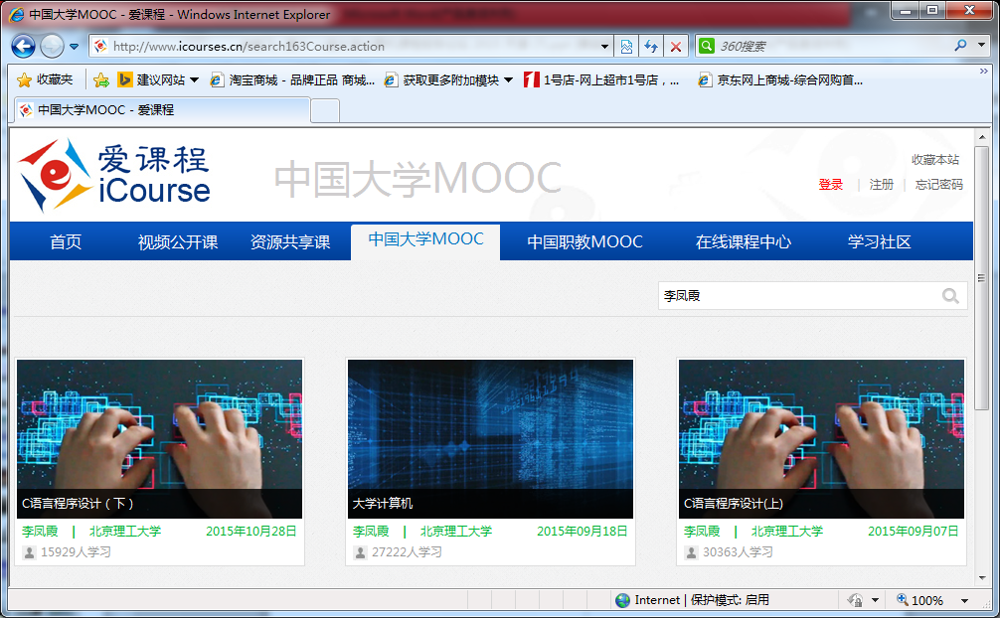 中国大学MOOC - 爱课程 - Windows Internet Explorer
http://www.icourses.cn/search163Course.action
360搜索
收藏夹
建议网站
淘宝商城 - 品牌正品 商城...
获取更多附加模块
1号店-网上超市1号店，...
京东网上商城-综合网购首...
中国大学MOOC - 爱课程
爱课程
iCourse
中国大学MOOC
收藏本站
登录 | 注册 | 忘记密码
首页 视频公开课 资源共享课 中国大学MOOC 中国职教MOOC 在线课程中心 学习社区
李凤霞
C语言程序设计（下）
李凤霞 | 北京理工大学 2015年10月28日
15929人学习
大学计算机
李凤霞 | 北京理工大学 2015年09月18日
27222人学习
C语言程序设计(上)
李凤霞 | 北京理工大学 2015年09月07日
30363人学习
Internet | 保护模式: 启用
100%